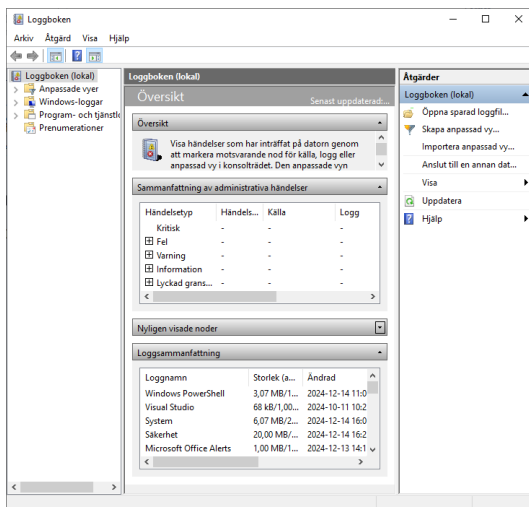 Loggboken
Arkiv Åtgärd Visa Hjälp
Loggboken (lokal)
Anpassade vyer
Windows-loggar
Program- och tjänstlo
Prenumerationer
Loggboken (lokal)
Översikt Senast uppdaterad:...
Översikt
Visa händelser som har inträffat på datorn genom
att markera motsvarande nod för källa, logg eller
anpassad vy i konsolträdet. Den anpassade vyn
Sammanfattning av administrativa händelser
Händelsetyp Händels... Källa Logg
Kritisk - - -
Fel - - -
Varning - - -
Information - - -
Lyckad grans... - - -
Nyligen visade noder
Loggsammanfattning
Loggnamn Storlek (a... Ändrad
Windows PowerShell 3,07 MB/1... 2024-12-14 11:0
Visual Studio 68 kB/1,00... 2024-10-11 10:2
System 6,07 MB/2... 2024-12-14 16:0
Säkerhet 20,00 MB/... 2024-12-14 16:2
Microsoft Office Alerts 1,00 MB/1... 2024-12-13 14:1
Åtgärder
Loggboken (lokal)
Öppna sparad loggfil...
Skapa anpassad vy...
Importera anpassad vy...
Anslut till en annan dat...
Visa
Uppdatera
Hjälp